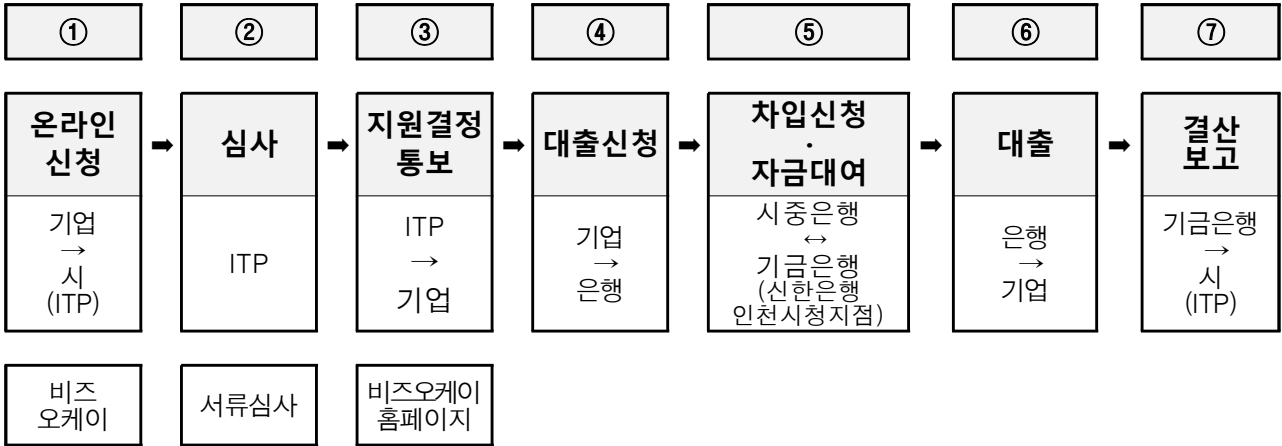 ① ② ③ ④ ⑤ ⑥ ⑦
온라인
신청
➡
심사
➡
지원결정
통보
➡
대출신청
➡
차입신청
·
자금대여
➡
대출
➡
결산
보고
기업
→
시
(ITP)
ITP
ITP
→
기업
기업
→
은행
시중은행
↔
기금은행
(신한은행
인천시청지점)
은행
→
기업
기금은행
→
시
(ITP)
비즈
오케이
서류심사
비즈오케이
홈페이지